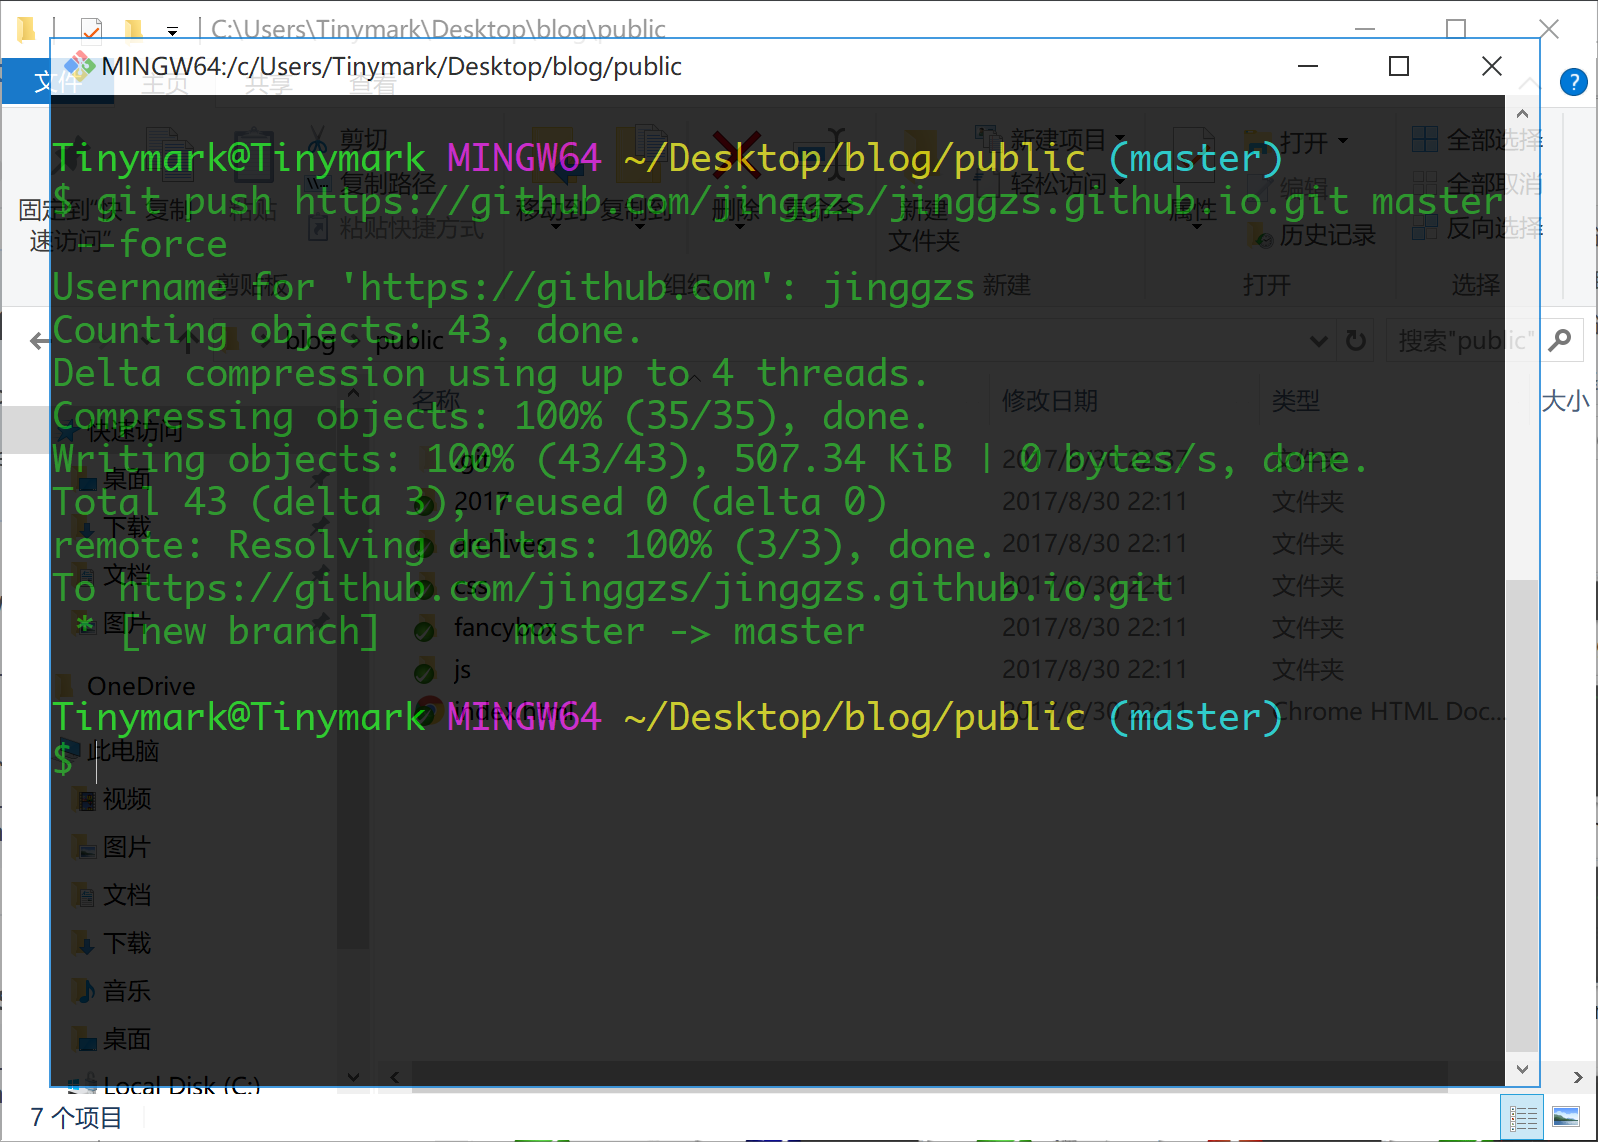 C:\Users\Tinymark\Desktop\blog\public
MINGW64:/c/Users/Tinymark/Desktop/blog/public
文件 主页 共享 查看
Tinymark@Tinymark MINGW64 ~/Desktop/blog/public (master)
$ git push https://github.com/jinggzs/jinggzs.github.io.git master
--force
Username for 'https://github.com': jinggzs
Counting objects: 43, done.
Delta compression using up to 4 threads.
Compressing objects: 100% (35/35), done.
Writing objects: 100% (43/43), 507.34 KiB | 0 bytes/s, done.
Total 43 (delta 3), reused 0 (delta 0)
remote: Resolving deltas: 100% (3/3), done.
To https://github.com/jinggzs/jinggzs.github.io.git
* [new branch]      master -> master
Tinymark@Tinymark MINGW64 ~/Desktop/blog/public (master)
$
固定到"快速访问"
复制
粘贴
剪切
复制路径
粘贴快捷方式
剪贴板
移动到
复制到
删除
重命名
组织
新建
文件夹
新建项目
轻松访问
新建
属性
打开
编辑
历史记录
打开
全部选择
全部取消
反向选择
选择
blog public
搜索"public"
名称 修改日期 类型 大小
2017 2017/8/30 22:11 文件夹
archives 2017/8/30 22:11 文件夹
css 2017/8/30 22:11 文件夹
fancybox 2017/8/30 22:11 文件夹
js 2017/8/30 22:11 文件夹
index.html 2017/8/30 22:11 Chrome HTML Doc...
快速访问
桌面
下载
文档
图片
OneDrive
此电脑
视频
图片
文档
下载
音乐
桌面
Local Disk (C:)
7 个项目